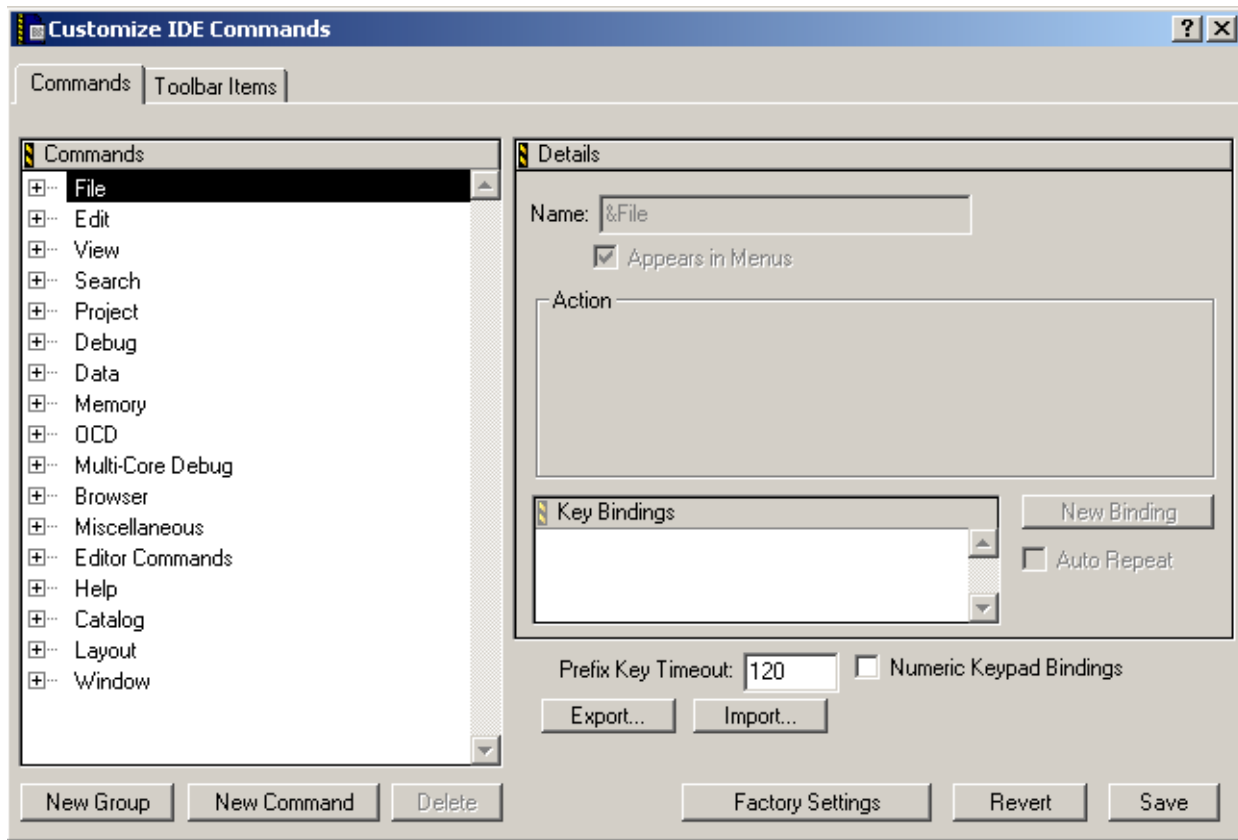 Customize IDE Commands
Commands
Toolbar Items
Commands
File
Edit
View
Search
Project
Debug
Data
Memory
OCD
Multi-Core Debug
Browser
Miscellaneous
Editor Commands
Help
Catalog
Layout
Window
Details
Name: &File
Appears in Menus
Action
Key Bindings
New Binding
Auto Repeat
Prefix Key Timeout: 120
Numeric Keypad Bindings
Export...
Import...
New Group
New Command
Delete
Factory Settings
Revert
Save